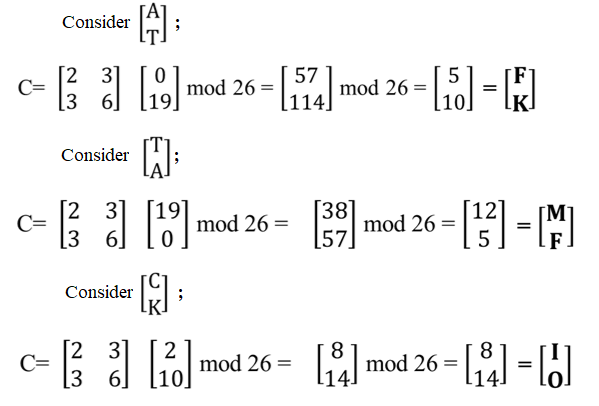 Consider [A T] ;
C= [2 3 3 6] [0 19] mod 26 = [57 114] mod 26 = [5 10] = [F K]
Consider [T A];
C= [2 3 3 6] [19 0] mod 26 = [38 57] mod 26 = [12 5] = [M F]
Consider [C K] ;
C= [2 3 3 6] [2 10] mod 26 = [8 14] mod 26 = [8 14] = [I O]